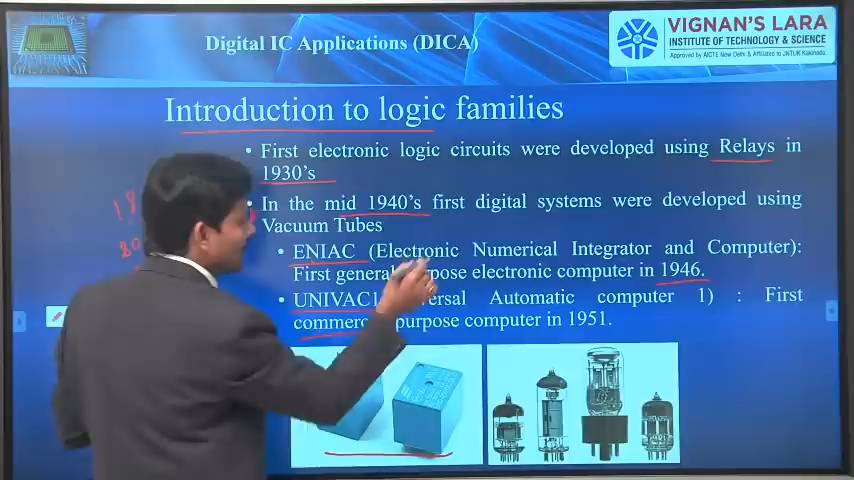 Digital IC Applications (DICA)
VIGNAN'S LARA
INSTITUTE OF TECHNOLOGY & SCIENCE
Approved by AICTE New Delhi & Affiliated to JNTUK Kakinada
Introduction to logic families
• First electronic logic circuits were developed using Relays in
1930's
In the mid 1940's first digital systems were developed using
Vacuum Tubes
• ENIAC (Electronic Numerical Integrator and Computer):
First general purpose electronic computer in 1946.
• UNIVAC1 Automatic computer 1) : First
purpose computer in 1951.
18